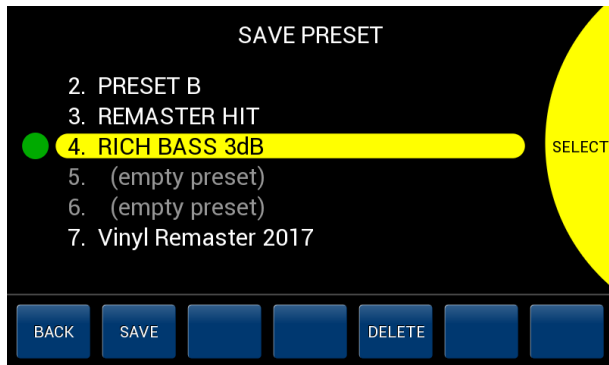 SAVE PRESET
2. PRESET B
3. REMASTER HIT
4. RICH BASS 3dB
SELECT
5. (empty preset)
6. (empty preset)
7. Vinyl Remaster 2017
BACK SAVE DELETE